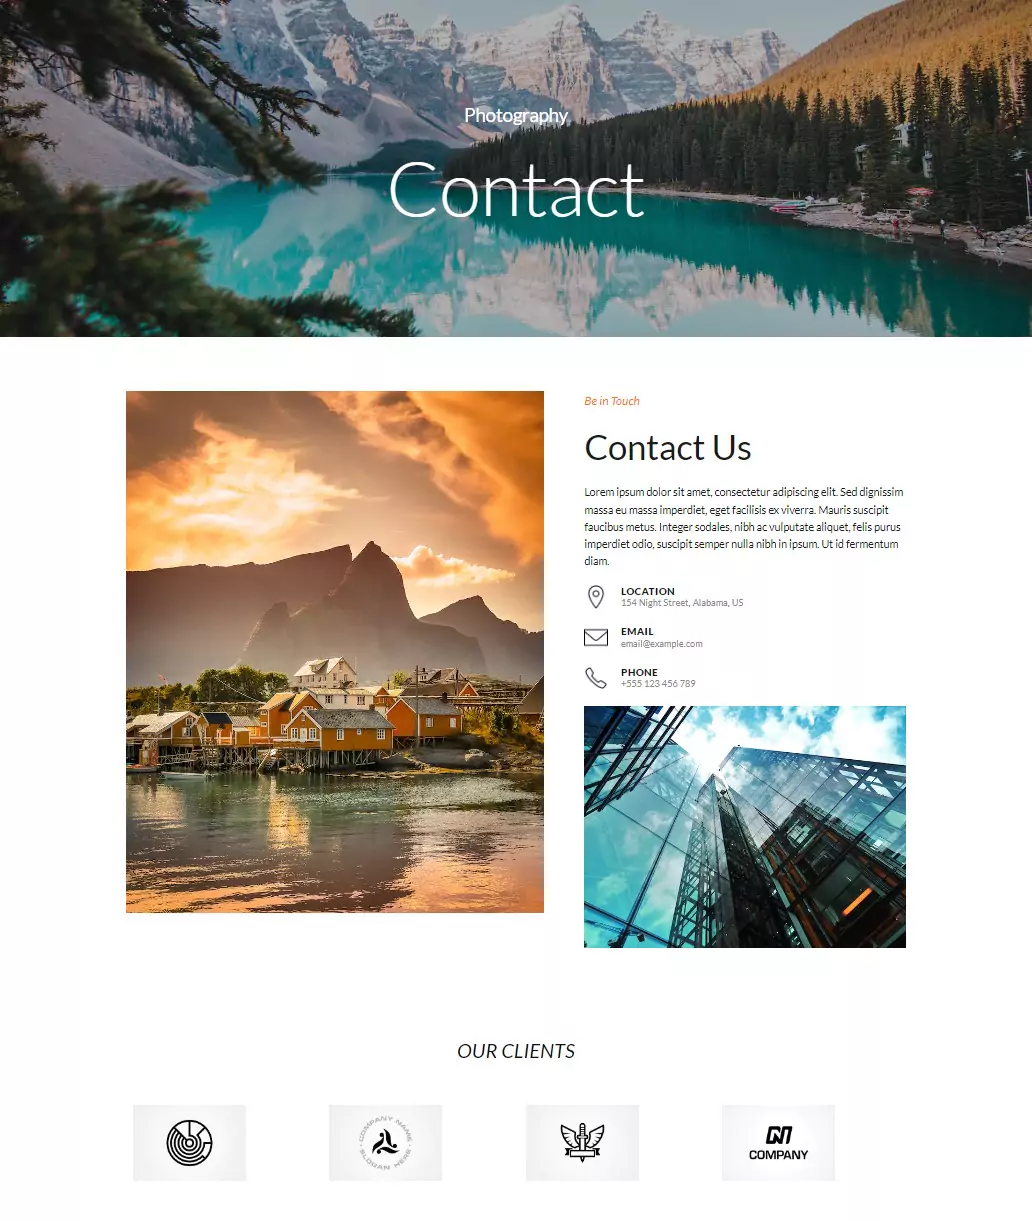 Photography
Contact
Be in Touch
Contact Us
Lorem ipsum dolor sit amet, consectetur adipiscing elit. Sed dignissim
massa eu massa imperdiet, eget facilisis ex viverra. Mauris suscipit
faucibus metus. Integer sodales, nibh ac vulputate aliquet, felis purus
imperdiet odio, suscipit semper nulla nibh in ipsum. Ut id fermentum
diam.
LOCATION
154 Night Street, Alabama, US
EMAIL
email@example.com
PHONE
+555 123 456 789
OUR CLIENTS
COMPANY NAME
SLOGAN HERE
COMPANY